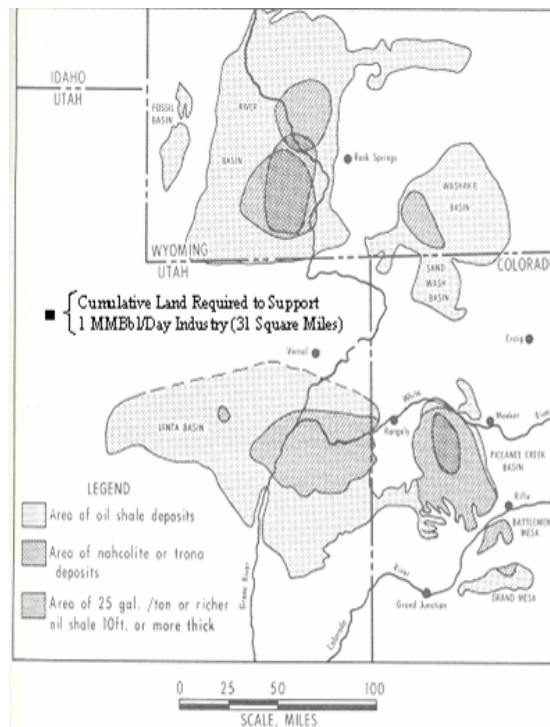 IDAHO
UTAH
FOSSIL
BASIN
RIVER
BASIN
Rock Springs
WASHAKIE
BASIN
WYOMING
UTAH
COLORADO
SAND
WASH
BASIN
Cumulative Land Required to Support
1 MMBbl/Day Industry (31 Square Miles)
Vernal
Craig
White
River
Rangely
Meeker
UINTA BASIN
PICEANCE CREEK
BASIN
LEGEND
Area of oil shale deposits
Area of nahcolite or trona
deposits
Area of 25 gal. /ton or richer
oil shale 10ft. or more thick
Rifle
BATTLEMENT
MESA
Green River
River
Colorado
Grand Junction
GRAND MESA
0 25 50 100
SCALE, MILES